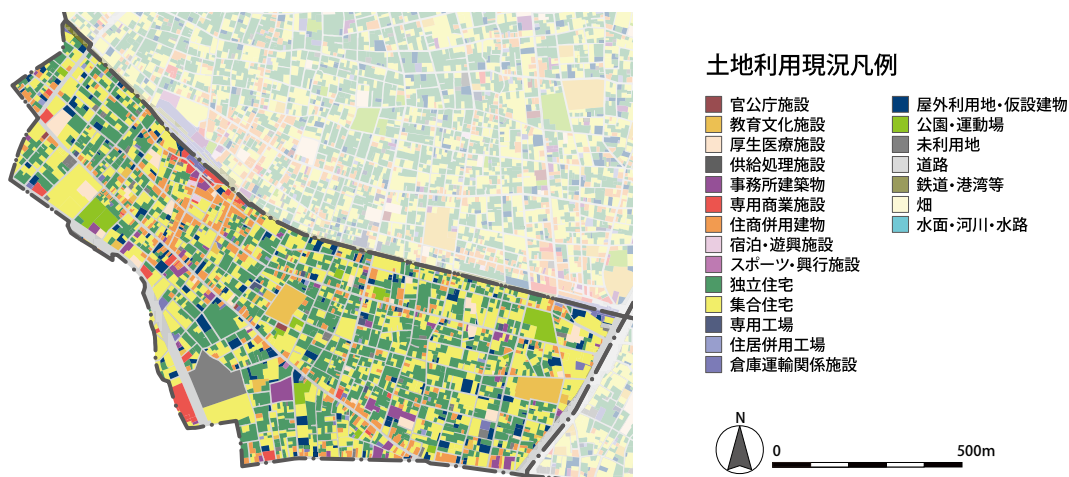 土地利用現況凡例
官公庁施設
教育文化施設
厚生医療施設
供給処理施設
事務所建築物
専用商業施設
住商併用建物
宿泊・遊興施設
スポーツ・興行施設
独立住宅
集合住宅
専用工場
住居併用工場
倉庫運輸関係施設
屋外利用地・仮設建物
公園・運動場
未利用地
道路
鉄道・港湾等
畑
水面・河川・水路
N
0 500m